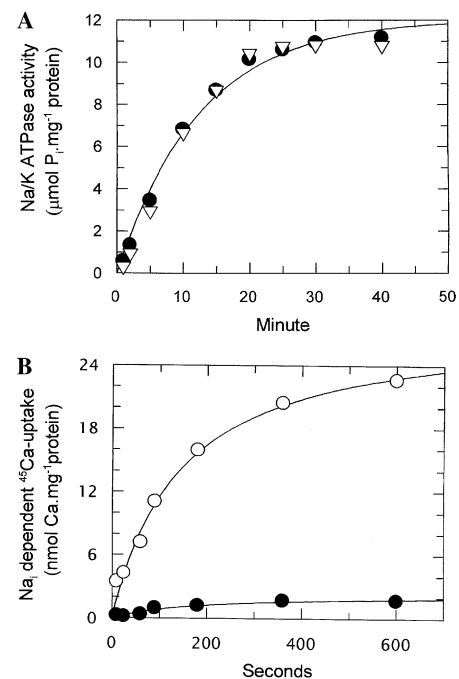 A
Na/K ATPase activity
(μmol Pi.mg-1 protein)
12
10
8
6
4
2
0
0 10 20 30 40 50
Minute
B
Nai dependent 45Ca-uptake
(nmol Ca.mg-1protein)
24
18
12
6
0
0 200 400 600
Seconds